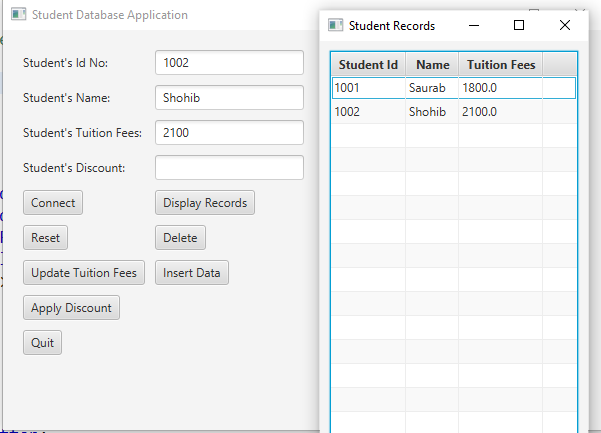 Student Database Application
Student's Id No: 1002
Student's Name: Shohib
Student's Tuition Fees: 2100
Student's Discount:
Connect Display Records
Reset Delete
Update Tuition Fees Insert Data
Apply Discount
Quit
Student Records
Student Id Name Tuition Fees
1001 Saurab 1800.0
1002 Shohib 2100.0